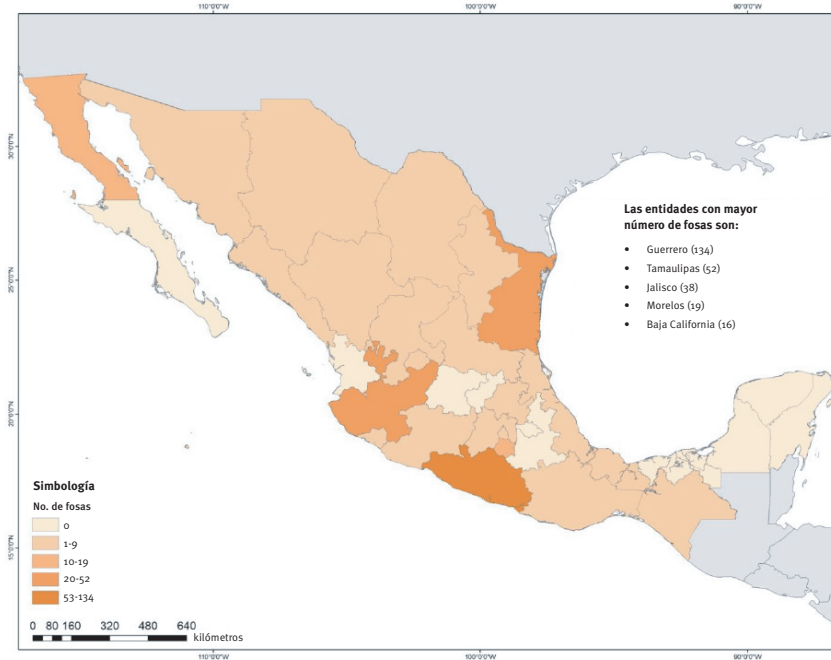 110°0'0"W
100°0'0"W
90°0'0"W
30°0'0"N
25°0'0"N
20°0'0"N
15°0'0"N
Las entidades con mayor
número de fosas son:
• Guerrero (134)
• Tamaulipas (52)
• Jalisco (38)
• Morelos (19)
• Baja California (16)
Simbología
No. de fosas
0
1-9
10-19
20-52
53-134
0 80 160 320 480 640
kilómetros
110°0'0"W
100°0'0"W
90°0'0"W